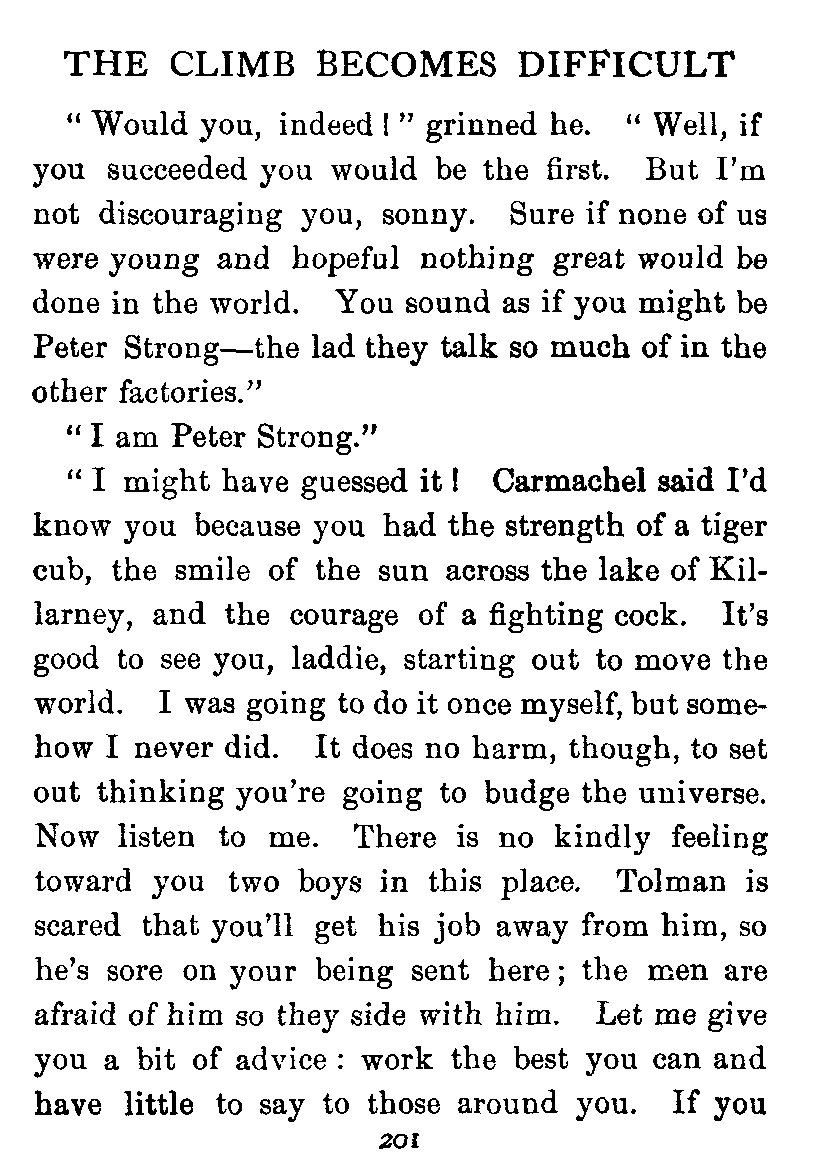 THE CLIMB BECOMES DIFFICULT
“ Would you, indeed ! ” grinned he. “ Well, if
you succeeded you would be the first. But I’m
not discouraging you, sonny. Sure if none of us
were young and hopeful nothing great would be
done in the world. You sound as if you might be
Peter Strong—the lad they talk so much of in the
other factories.”
“ I am Peter Strong.”
“ I might have guessed it ! Carmachel said I’d
know you because you had the strength of a tiger
cub, the smile of the sun across the lake of Kil-
larney, and the courage of a fighting cock. It’s
good to see you, laddie, starting out to move the
world. I was going to do it once myself, but some-
how I never did. It does no harm, though, to set
out thinking you’re going to budge the universe.
Now listen to me. There is no kindly feeling
toward you two boys in this place. Tolman is
scared that you’ll get his job away from him, so
he’s sore on your being sent here ; the men are
afraid of him so they side with him. Let me give
you a bit of advice : work the best you can and
have little to say to those around you. If you
201